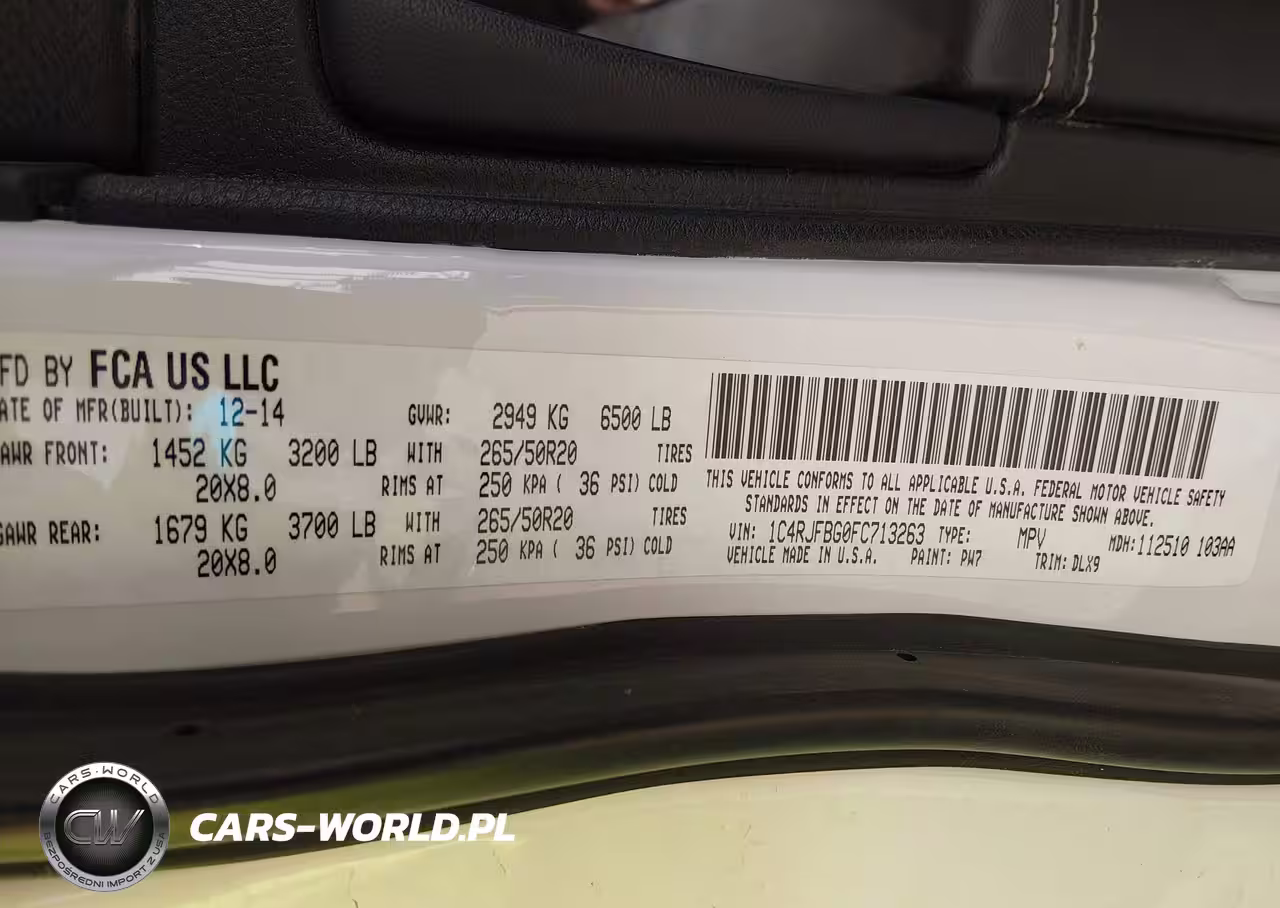 FD BY FCA US LLC
ATE OF MFR(BUILT): 12-14 GVWR: 2949 KG 6500 LB
AWR FRONT: 1452 KG 3200 LB WITH 265/50R20 TIRES
20X8.0 RIMS AT 250 KPA ( 36 PSI) COLD
GAWR REAR: 1679 KG 3700 LB WITH 265/50R20 TIRES
20X8.0 RIMS AT 250 KPA ( 36 PSI) COLD
THIS VEHICLE CONFORMS TO ALL APPLICABLE U.S.A. FEDERAL MOTOR VEHICLE SAFETY
STANDARDS IN EFFECT ON THE DATE OF MANUFACTURE SHOWN ABOVE.
VIN: 1C4RJFBG0FC713263 TYPE: MPV MDH:112510 103AA
VEHICLE MADE IN U.S.A. PAINT: PW7 TRIM: DLX9
CARS-WORLD
CW
BEZPOŚREDNI IMPORT Z USA
CARS-WORLD.PL